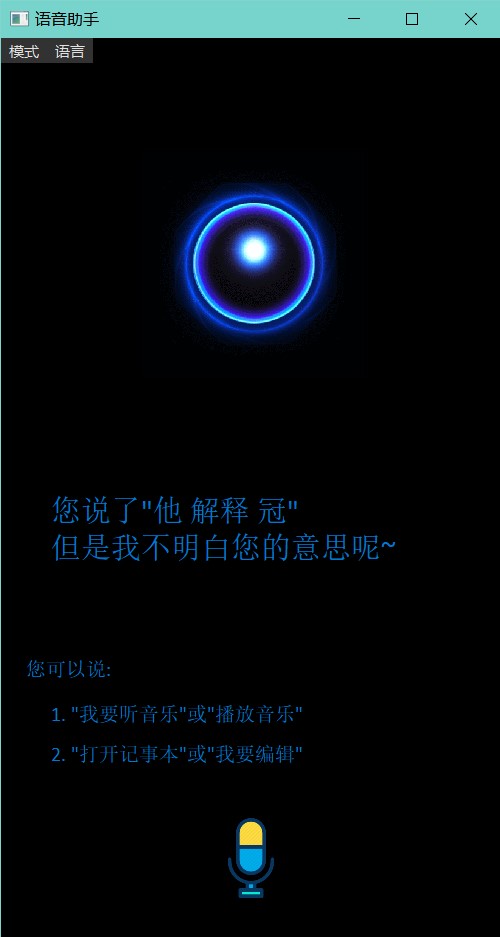 语音助手
模式 语言
您说了"他 解释 冠"
但是我不明白您的意思呢~
您可以说:
1. "我要听音乐"或"播放音乐"
2. "打开记事本"或"我要编辑"